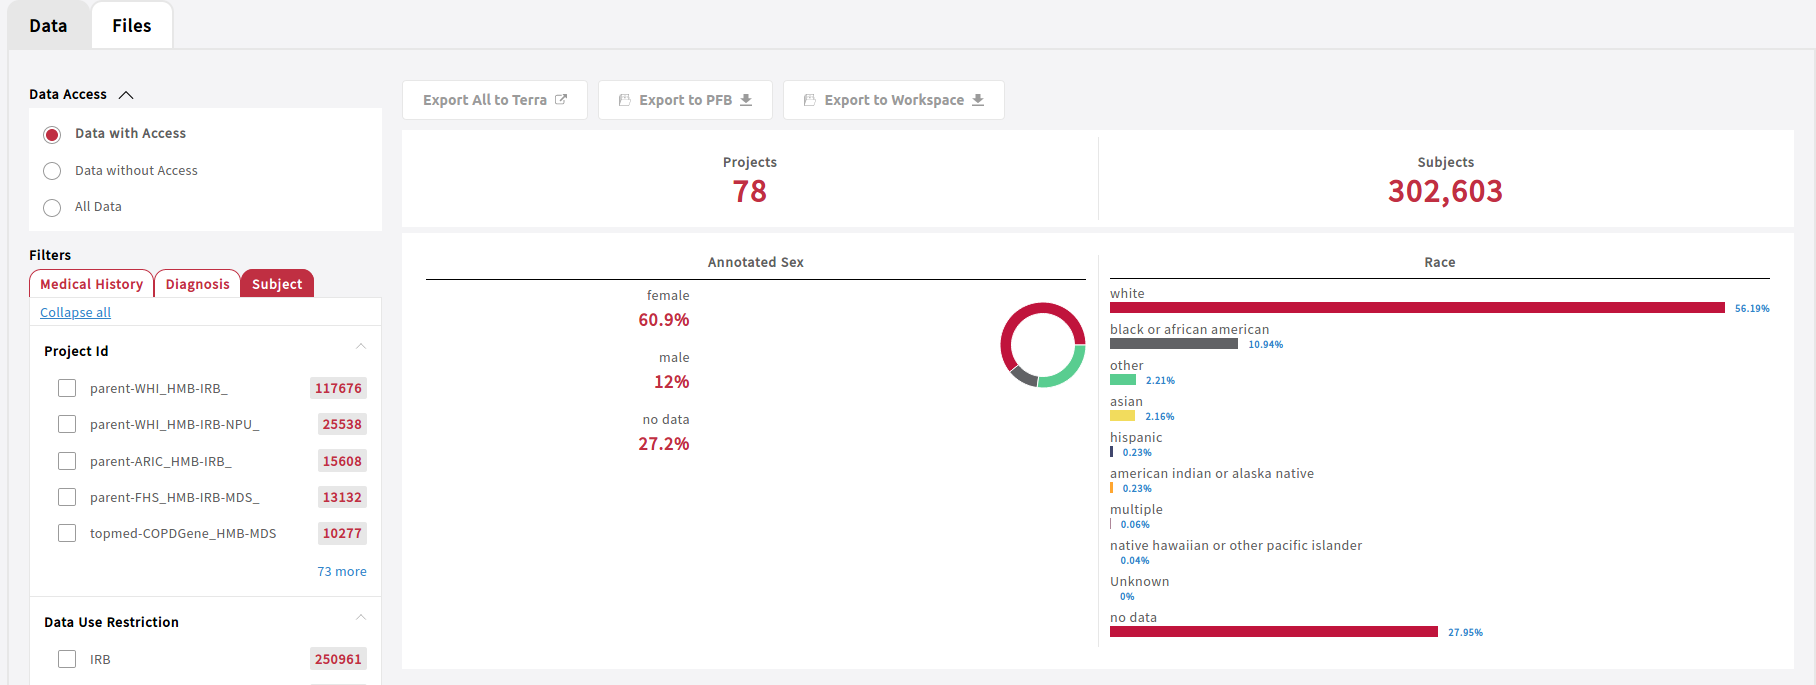 Data
Files
Data Access
Data with Access
Data without Access
All Data
Filters
Medical History
Diagnosis
Subject
Collapse all
Project Id
parent-WHI_HMB-IRB_ 117676
parent-WHI_HMB-IRB-NPU_ 25538
parent-ARIC_HMB-IRB_ 15608
parent-FHS_HMB-IRB-MDS_ 13132
topmed-COPDGene_HMB-MDS 10277
73 more
Data Use Restriction
IRB 250961
Export All to Terra
Export to PFB
Export to Workspace
Projects
78
Subjects
302,603
Annotated Sex
female
60.9%
male
12%
no data
27.2%
Race
white
56.19%
black or african american
10.94%
other
2.21%
asian
2.16%
hispanic
0.23%
american indian or alaska native
0.23%
multiple
0.06%
native hawaiian or other pacific islander
0.04%
Unknown
0%
no data
27.95%